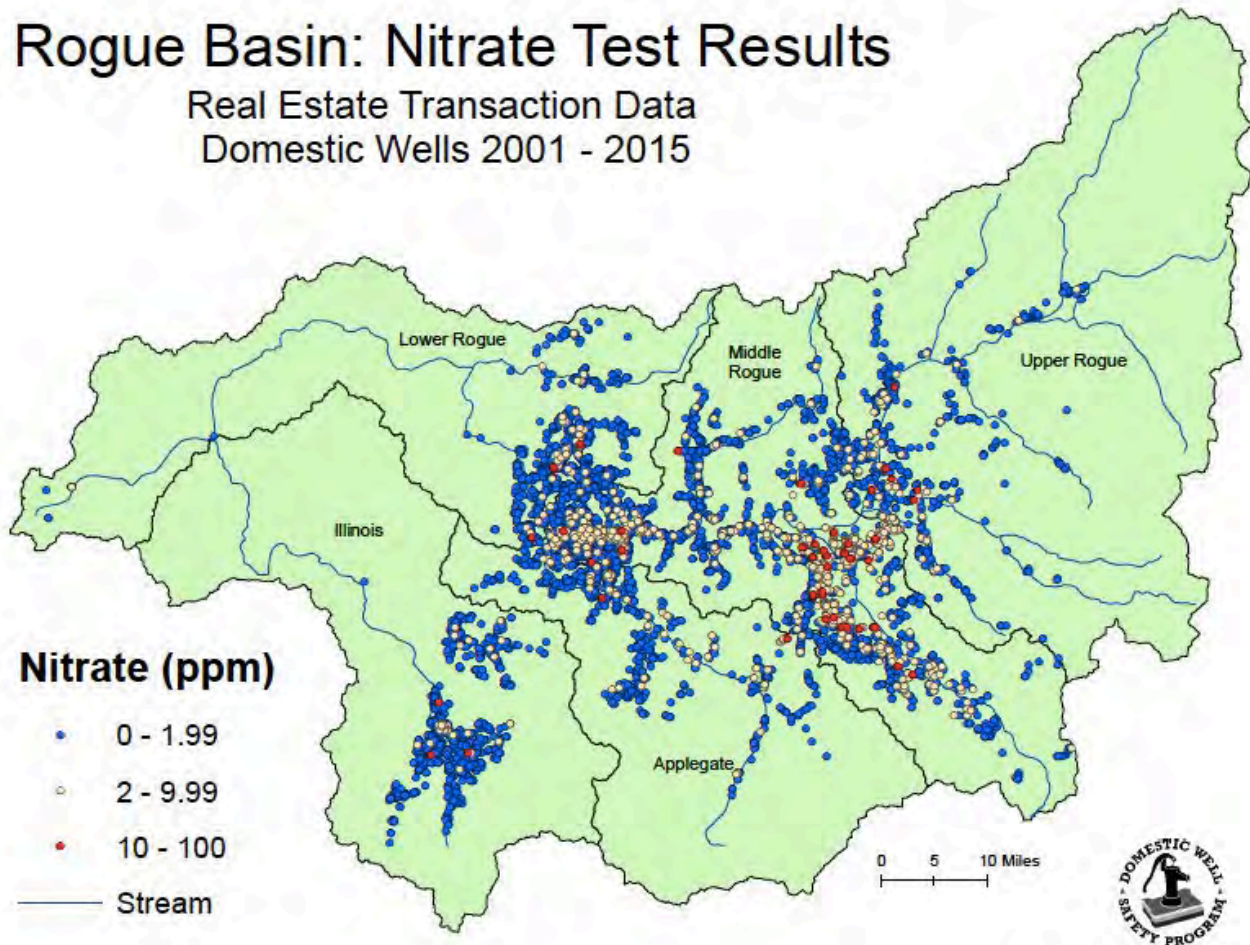 Rogue Basin: Nitrate Test Results
Real Estate Transaction Data
Domestic Wells 2001 - 2015
Lower Rogue
Middle
Rogue
Upper Rogue
Illinois
Applegate
Nitrate (ppm)
0 - 1.99
2 - 9.99
10 - 100
Stream
0 5 10 Miles
DOMESTIC WELL
SAFETY PROGRAM